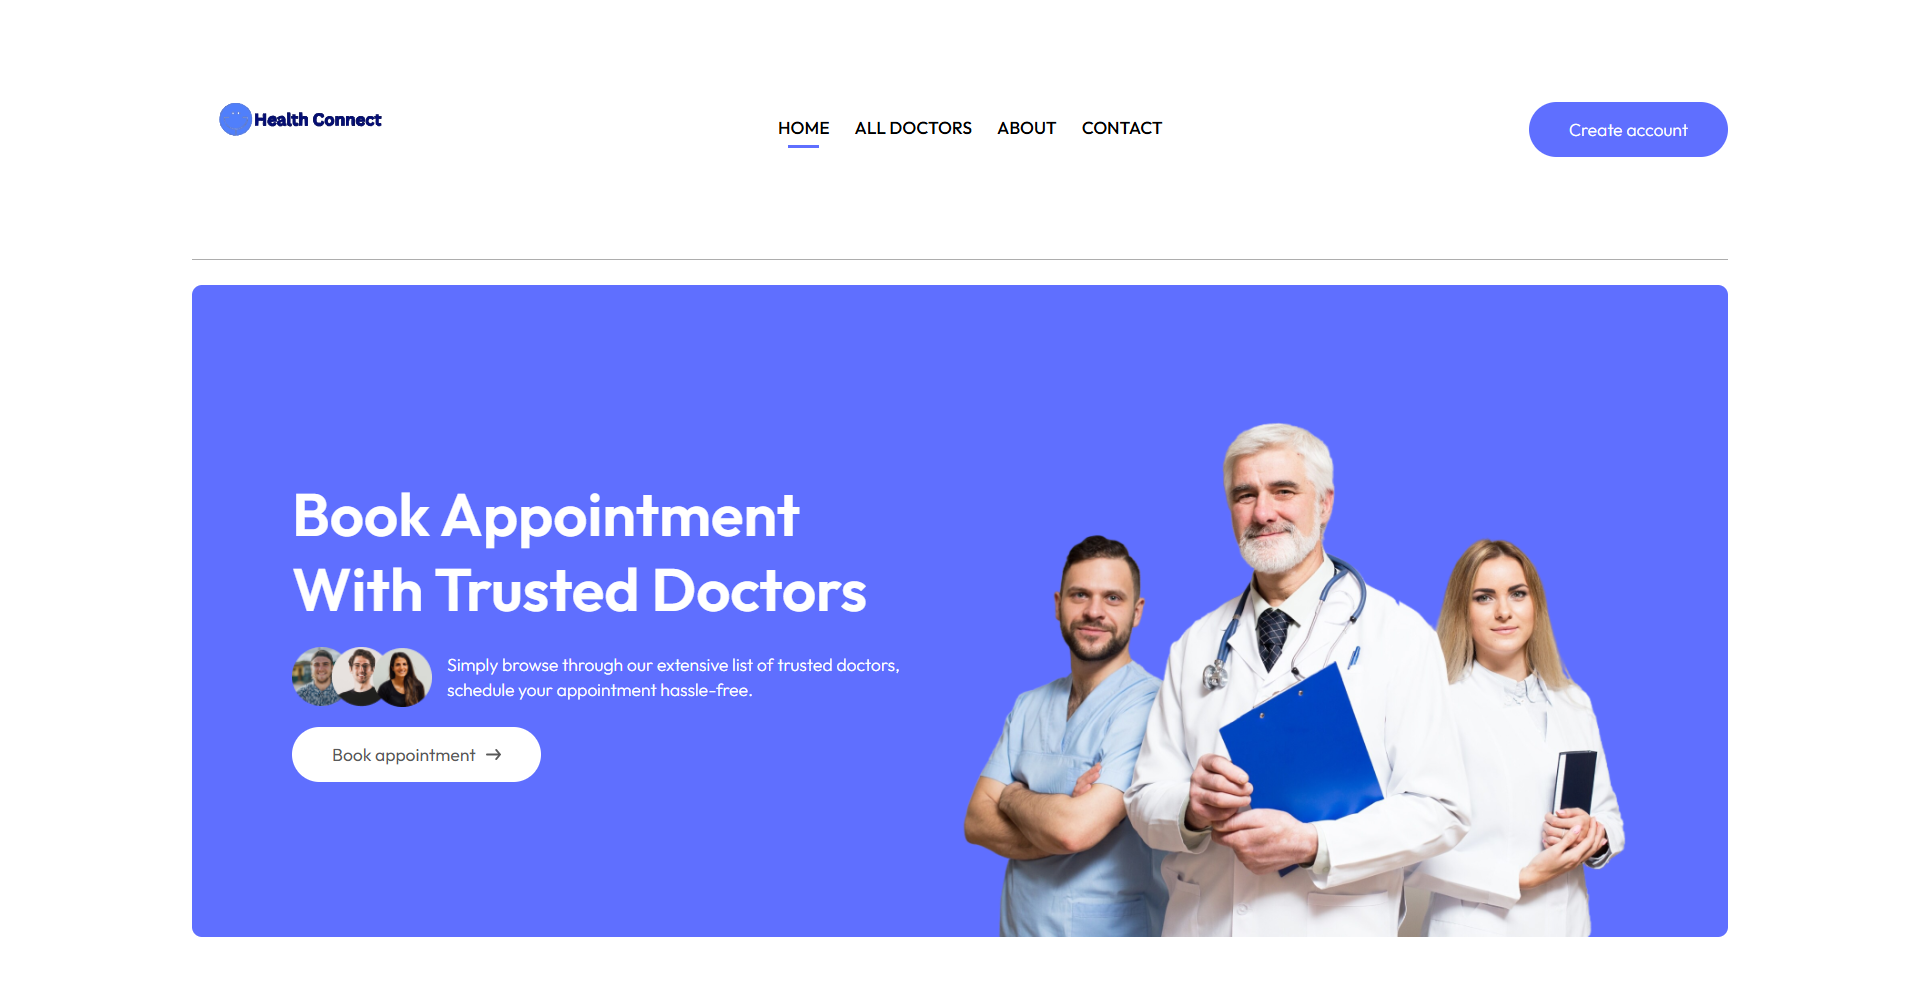 Health Connect
HOME
ALL DOCTORS
ABOUT
CONTACT
Create account
Book Appointment
With Trusted Doctors
Simply browse through our extensive list of trusted doctors,
schedule your appointment hassle-free.
Book appointment →